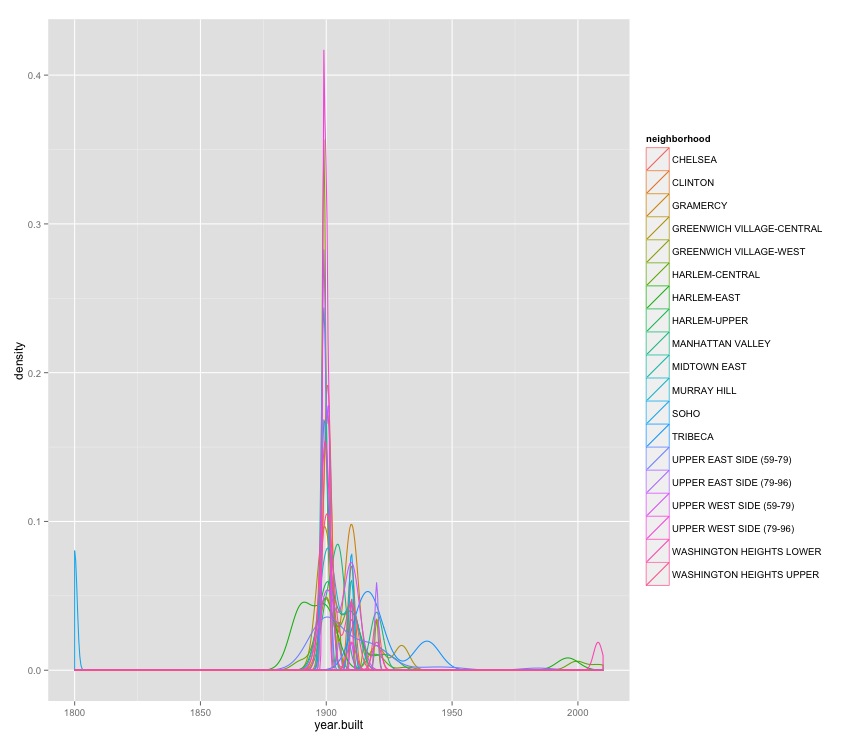 0.4
0.3
0.2
0.1
0.0
density
1800
1850
1900
1950
2000
year.built
neighborhood
CHELSEA
CLINTON
GRAMERCY
GREENWICH VILLAGE-CENTRAL
GREENWICH VILLAGE-WEST
HARLEM-CENTRAL
HARLEM-EAST
HARLEM-UPPER
MANHATTAN VALLEY
MIDTOWN EAST
MURRAY HILL
SOHO
TRIBECA
UPPER EAST SIDE (59-79)
UPPER EAST SIDE (79-96)
UPPER WEST SIDE (59-79)
UPPER WEST SIDE (79-96)
WASHINGTON HEIGHTS LOWER
WASHINGTON HEIGHTS UPPER